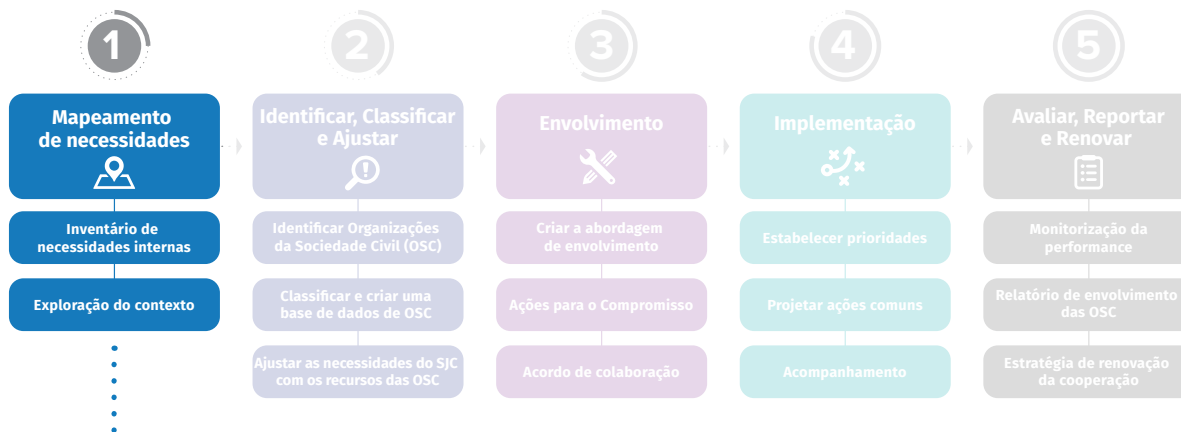 1
2
3
4
5
Mapeamento
de necessidades
Identificar, Classificar
e Ajustar
Envolvimento
Implementação
Avaliar, Reportar
e Renovar
Inventário de
necessidades internas
Identificar Organizações
da Sociedade Civil (OSC)
Criar a abordagem
de envolvimento
Estabelecer prioridades
Monitorização da
performance
Exploração do contexto
Classificar e criar uma
base de dados de OSC
Ações para o Compromisso
Projetar ações comuns
Relatório de envolvimento
das OSC
Ajustar as necessidades do SJC
com os recursos das OSC
Acordo de colaboração
Acompanhamento
Estratégia de renovação
da cooperação